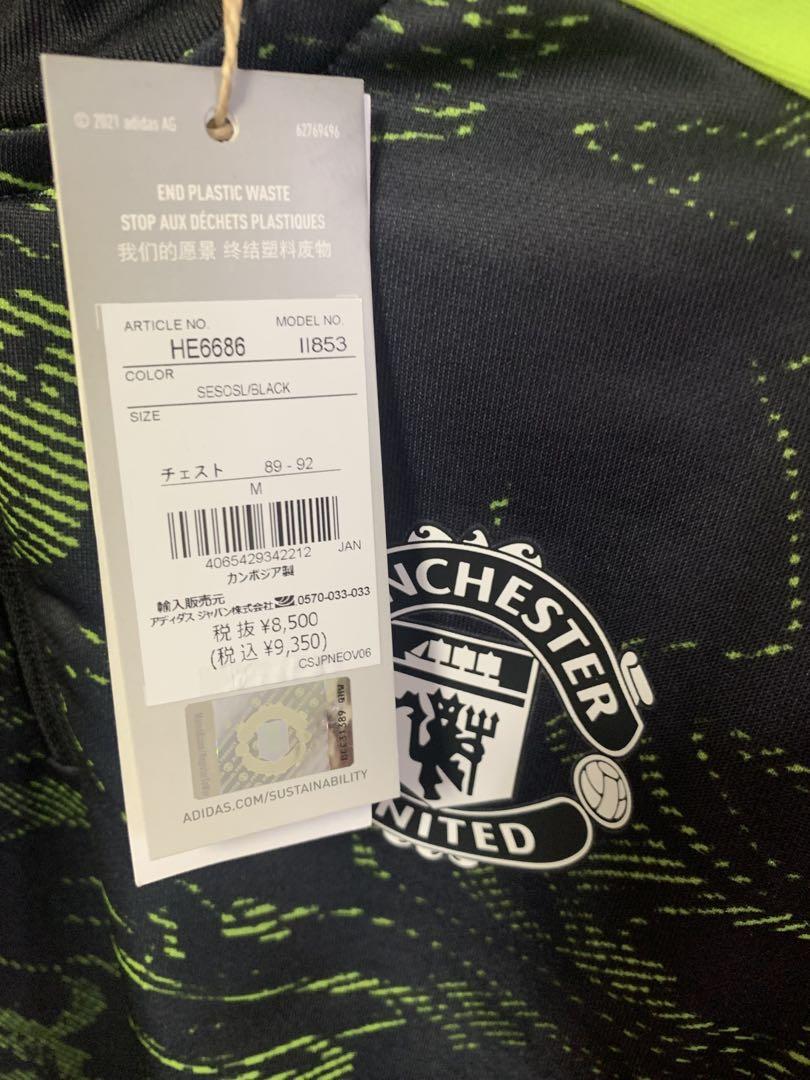 © 2021 adidas AG
62769496
END PLASTIC WASTE
STOP AUX DÉCHETS PLASTIQUES
我们的愿景 终结塑料废物
ARTICLE NO. MODEL NO.
HE6686 II853
COLOR
SESOSL/BLACK
SIZE
チェスト 89 - 92
M
4065429342212 JAN
カンボジア製
輸入販売元
アディダス ジャパン株式会社 0570-033-033
税 抜 ¥8,500
(税 込 ¥9,350)
CSJPNEOV06
ADIDAS.COM/SUSTAINABILITY
NCHESTER
NITED